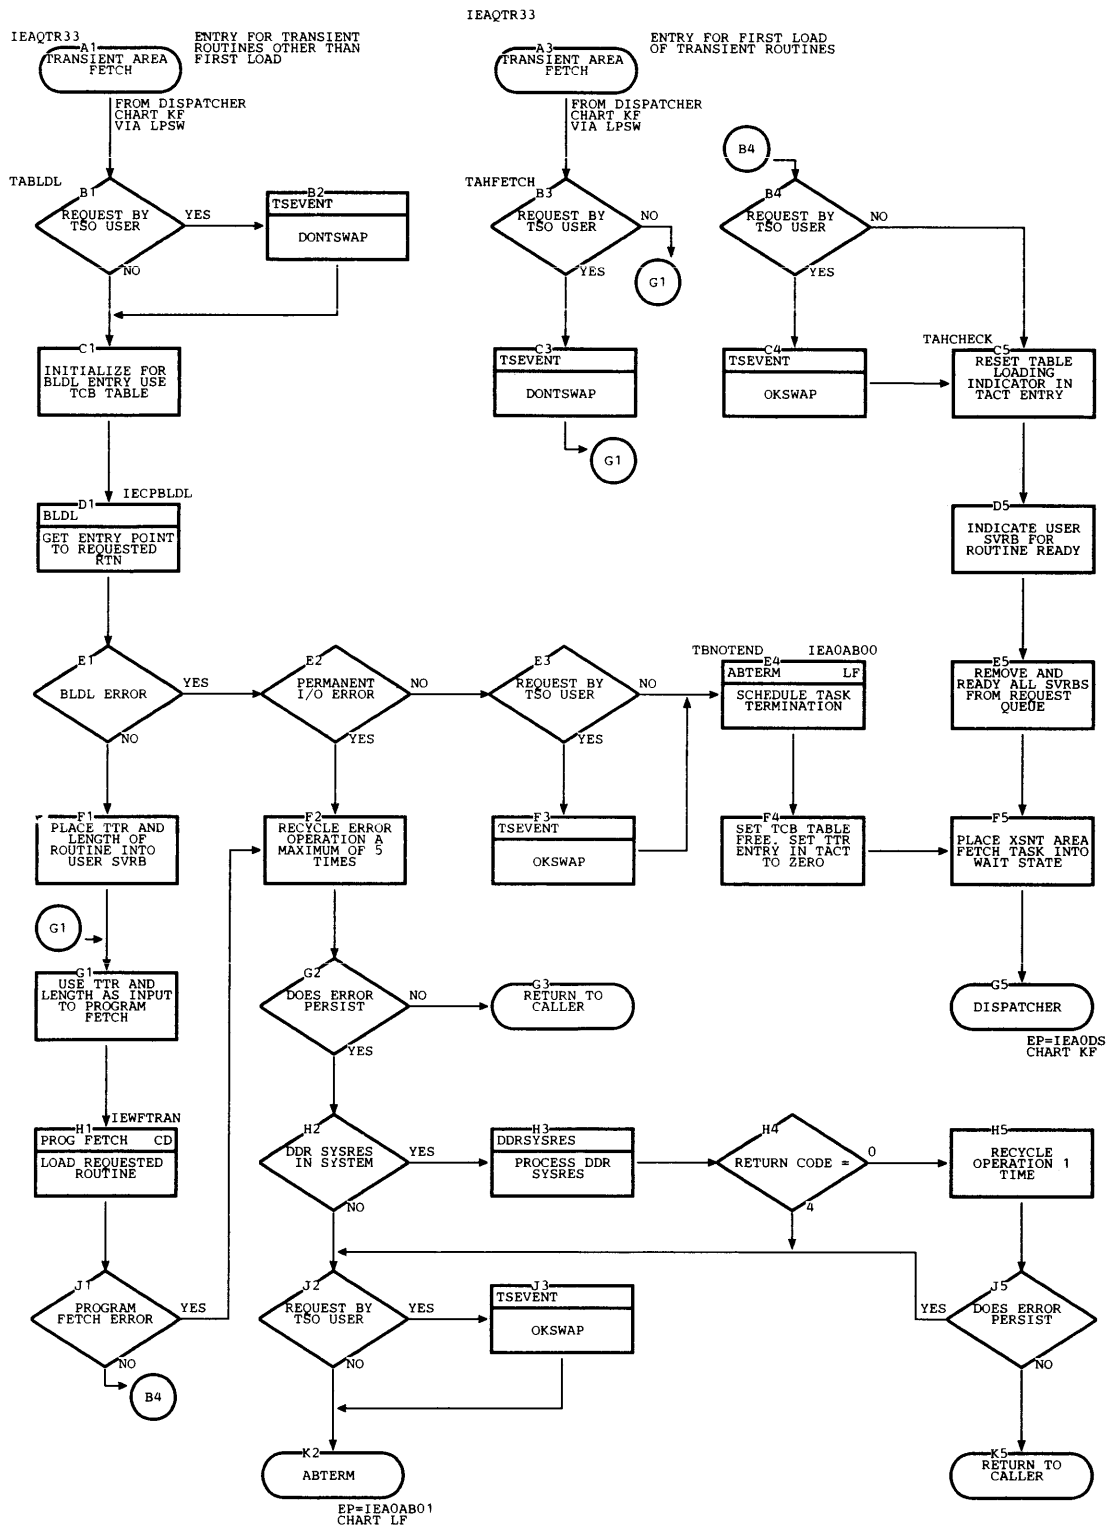 IEAQTR33
IEAQTR33
A1
TRANSIENT AREA
FETCH
ENTRY FOR TRANSIENT
ROUTINES OTHER THAN
FIRST LOAD
A3
TRANSIENT AREA
FETCH
ENTRY FOR FIRST LOAD
OF TRANSIENT ROUTINES
FROM DISPATCHER
CHART KF
VIA LPSW
FROM DISPATCHER
CHART KF
VIA LPSW
B4
TABLDL
B1
REQUEST BY
TSO USER
YES
NO
B2
TSEVENT
DONTSWAP
TAHFETCH
B3
REQUEST BY
TSO USER
NO
YES
G1
B4
REQUEST BY
TSO USER
NO
YES
C1
INITIALIZE FOR
BLDL ENTRY USE
TCB TABLE
C3
TSEVENT
DONTSWAP
G1
C4
TSEVENT
OKSWAP
TAHCHECK
C5
RESET TABLE
LOADING
INDICATOR IN
TACT ENTRY
IECPBLDL
D1
BLDL
GET ENTRY POINT
TO REQUESTED
RTN
D5
INDICATE USER
SVRB FOR
ROUTINE READY
E1
BLDL ERROR
YES
NO
E2
PERMANENT
I/O ERROR
NO
YES
E3
REQUEST BY
TSO USER
NO
YES
TBNOTEND
IEA0AB00
E4
ABTERM LF
SCHEDULE TASK
TERMINATION
E5
REMOVE AND
READY ALL SVRBS
FROM REQUEST
QUEUE
F1
PLACE TTR AND
LENGTH OF
ROUTINE INTO
USER SVRB
F2
RECYCLE ERROR
OPERATION A
MAXIMUM OF 5
TIMES
F3
TSEVENT
OKSWAP
F4
SET TCB TABLE
FREE. SET TTR
ENTRY IN TACT
TO ZERO
F5
PLACE XSNT AREA
FETCH TASK INTO
WAIT STATE
G1
G1
USE TTR AND
LENGTH AS INPUT
TO PROGRAM
FETCH
G2
DOES ERROR
PERSIST
NO
YES
G3
RETURN TO
CALLER
G5
DISPATCHER
EP=IEA0DS
CHART KF
IEWFTRAN
H1
PROG FETCH CD
LOAD REQUESTED
ROUTINE
H2
DDR SYSRES
IN SYSTEM
YES
NO
H3
DDRSYSRES
PROCESS DDR
SYSRES
H4
RETURN CODE =
0
4
H5
RECYCLE
OPERATION 1
TIME
J1
PROGRAM
FETCH ERROR
YES
NO
B4
J2
REQUEST BY
TSO USER
YES
NO
J3
TSEVENT
OKSWAP
J5
DOES ERROR
PERSIST
YES
NO
K2
ABTERM
EP=IEA0AB01
CHART LF
K5
RETURN TO
CALLER